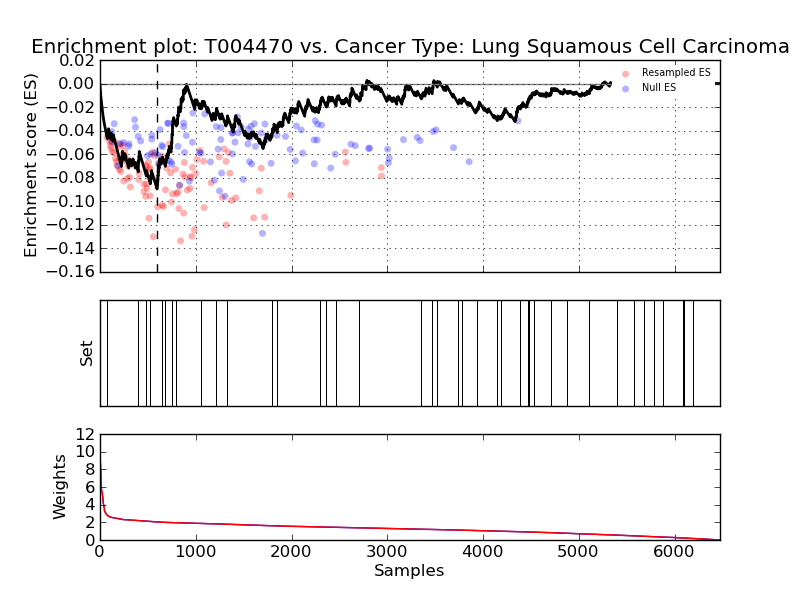 Enrichment plot: T004470 vs. Cancer Type: Lung Squamous Cell Carcinoma
0.02
0.00
−0.02
−0.04
−0.06
−0.08
−0.10
−0.12
−0.14
−0.16
Enrichment score (ES)
Resampled ES
Null ES
Set
12
10
8
6
4
2
0
Weights
0 1000 2000 3000 4000 5000 6000
Samples